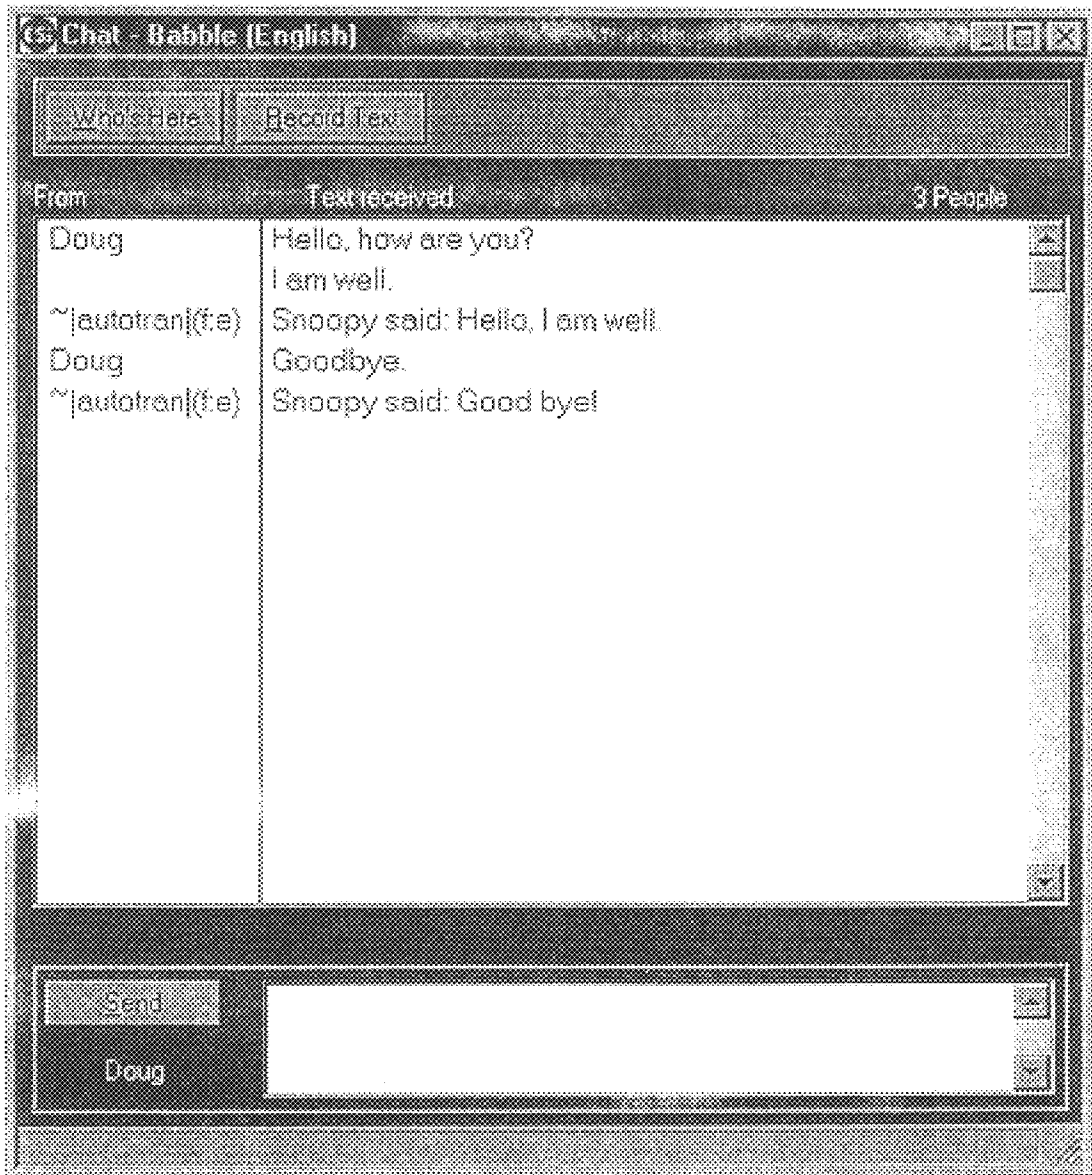 Chat - Babble (English)
Who's Here Record Text
From Text received 3 People
Doug Hello, how are you?
I am well.
~|autotran|(f:e) Snoopy said: Hello, I am well.
Doug Goodbye.
~|autotran|(f:e) Snoopy said: Good bye!
Send
Doug